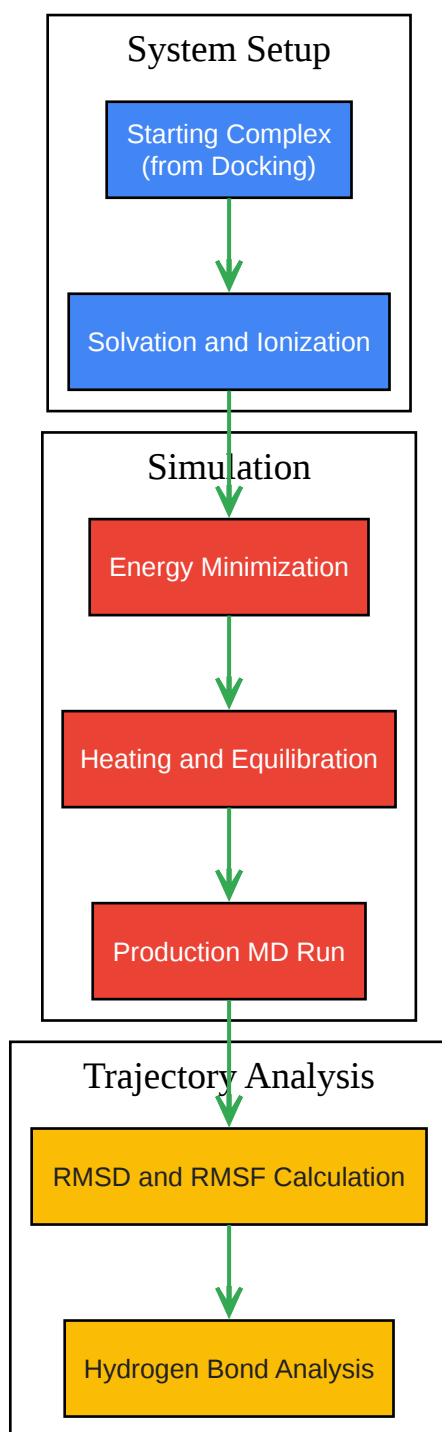 System Setup
Starting Complex
(from Docking)
Solvation and Ionization
Simulation
Energy Minimization
Heating and Equilibration
Production MD Run
Trajectory Analysis
RMSD and RMSF Calculation
Hydrogen Bond Analysis